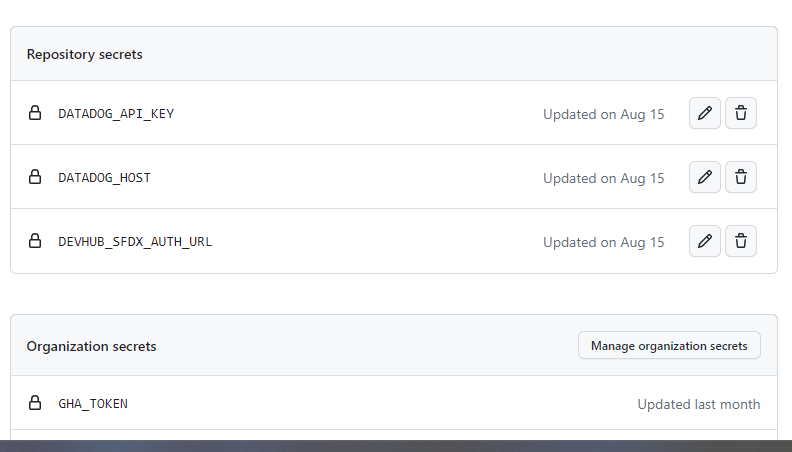 Repository secrets
DATADOG_API_KEY Updated on Aug 15
DATADOG_HOST Updated on Aug 15
DEVHUB_SFDX_AUTH_URL Updated on Aug 15
Organization secrets Manage organization secrets
GHA_TOKEN Updated last month